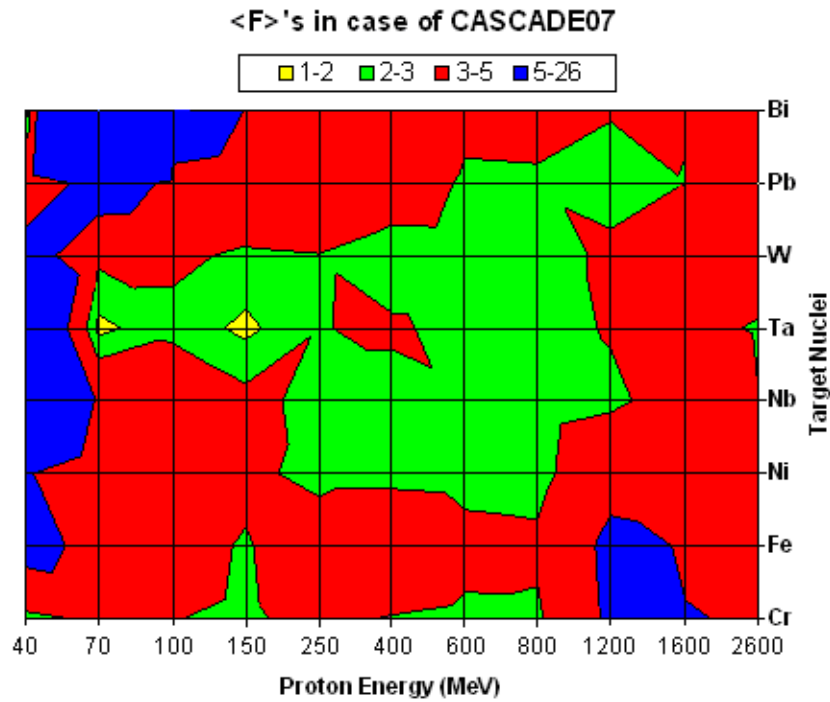 <F>'s in case of CASCADE07
1-2 2-3 3-5 5-26
Bi
Pb
W
Ta
Nb
Ni
Fe
Cr
Target Nuclei
40 70 100 150 250 400 600 800 1200 1600 2600
Proton Energy (MeV)